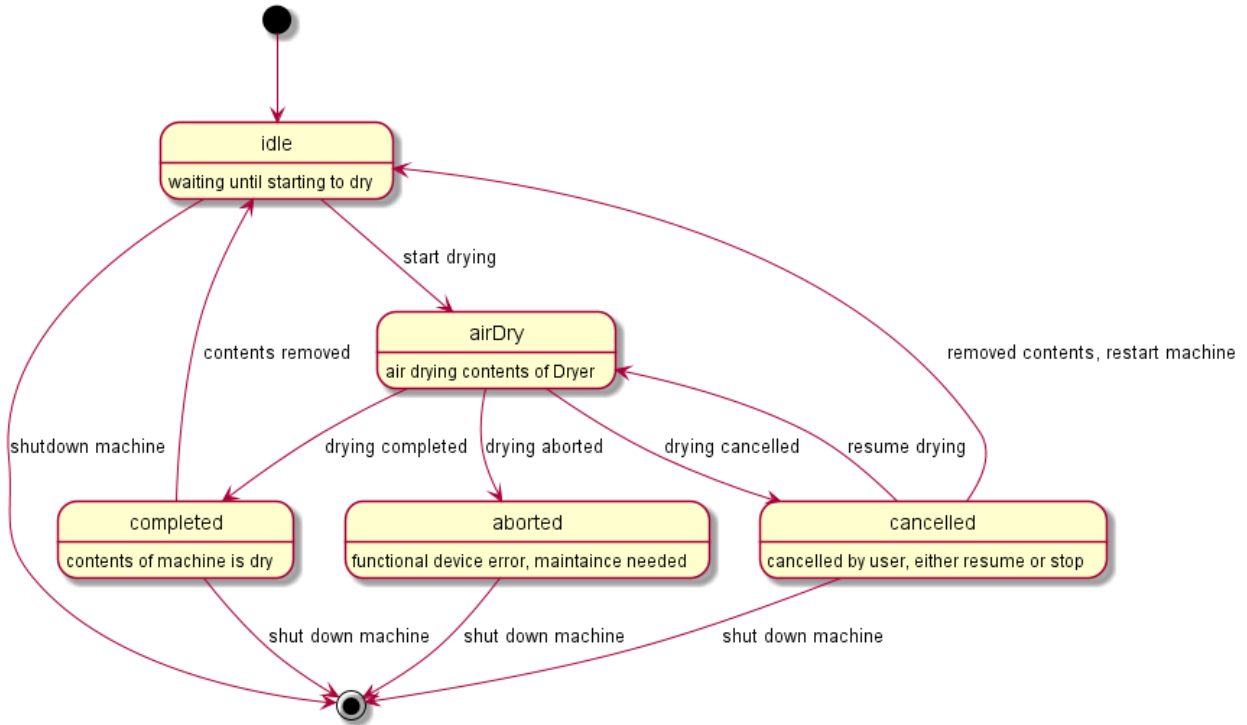 idle
waiting until starting to dry
start drying
airDry
air drying contents of Dryer
contents removed
removed contents, restart machine
shutdown machine
drying completed
drying aborted
drying cancelled
resume drying
completed
contents of machine is dry
aborted
functional device error, maintaince needed
cancelled
cancelled by user, either resume or stop
shut down machine
shut down machine
shut down machine